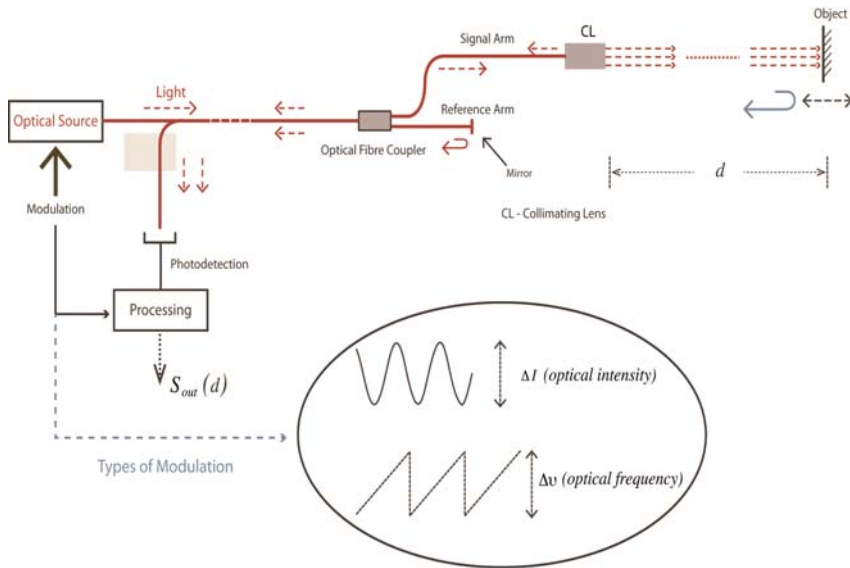 Object
Signal Arm
CL
Light
Optical Source
Reference Arm
Optical Fibre Coupler
Mirror
d
Modulation
CL - Collimating Lens
Photodetection
Processing
S_out (d)
ΔI (optical intensity)
Types of Modulation
Δυ (optical frequency)